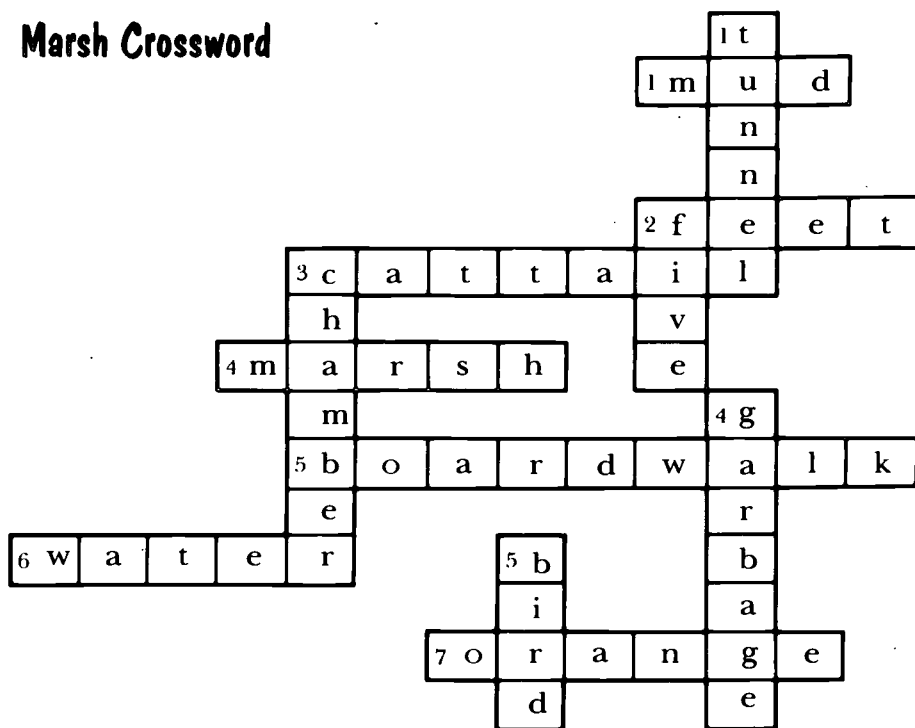 Marsh Crossword
1 t
1 m u d
n
n
2 f e e t
3 c a t t a i l
h v
4 m a r s h e
m 4 g
5 b o a r d w a l k
e r
6 w a t e r 5 b b
i a
7 o r a n g e
d e